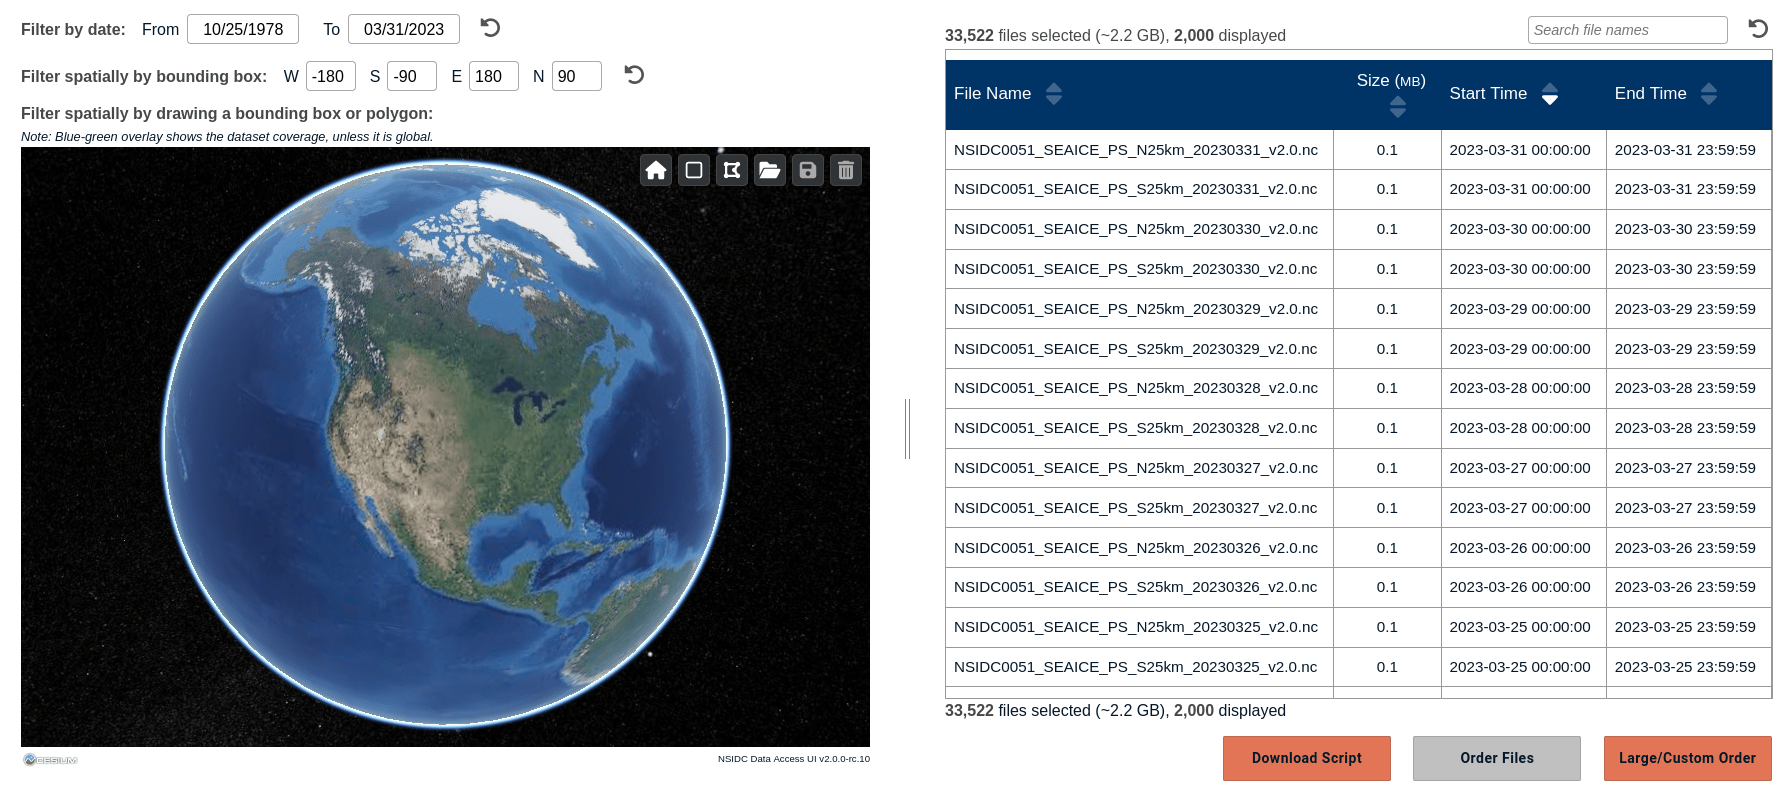 Filter by date: From 10/25/1978 To 03/31/2023
Filter spatially by bounding box: W -180 S -90 E 180 N 90
Filter spatially by drawing a bounding box or polygon:
Note: Blue-green overlay shows the dataset coverage, unless it is global.
CESIUM
NSIDC Data Access UI v2.0.0-rc.10
33,522 files selected (~2.2 GB), 2,000 displayed
Search file names
File Name Size (MB) Start Time End Time
NSIDC0051_SEAICE_PS_N25km_20230331_v2.0.nc 0.1 2023-03-31 00:00:00 2023-03-31 23:59:59
NSIDC0051_SEAICE_PS_S25km_20230331_v2.0.nc 0.1 2023-03-31 00:00:00 2023-03-31 23:59:59
NSIDC0051_SEAICE_PS_N25km_20230330_v2.0.nc 0.1 2023-03-30 00:00:00 2023-03-30 23:59:59
NSIDC0051_SEAICE_PS_S25km_20230330_v2.0.nc 0.1 2023-03-30 00:00:00 2023-03-30 23:59:59
NSIDC0051_SEAICE_PS_N25km_20230329_v2.0.nc 0.1 2023-03-29 00:00:00 2023-03-29 23:59:59
NSIDC0051_SEAICE_PS_S25km_20230329_v2.0.nc 0.1 2023-03-29 00:00:00 2023-03-29 23:59:59
NSIDC0051_SEAICE_PS_N25km_20230328_v2.0.nc 0.1 2023-03-28 00:00:00 2023-03-28 23:59:59
NSIDC0051_SEAICE_PS_S25km_20230328_v2.0.nc 0.1 2023-03-28 00:00:00 2023-03-28 23:59:59
NSIDC0051_SEAICE_PS_N25km_20230327_v2.0.nc 0.1 2023-03-27 00:00:00 2023-03-27 23:59:59
NSIDC0051_SEAICE_PS_S25km_20230327_v2.0.nc 0.1 2023-03-27 00:00:00 2023-03-27 23:59:59
NSIDC0051_SEAICE_PS_N25km_20230326_v2.0.nc 0.1 2023-03-26 00:00:00 2023-03-26 23:59:59
NSIDC0051_SEAICE_PS_S25km_20230326_v2.0.nc 0.1 2023-03-26 00:00:00 2023-03-26 23:59:59
NSIDC0051_SEAICE_PS_N25km_20230325_v2.0.nc 0.1 2023-03-25 00:00:00 2023-03-25 23:59:59
NSIDC0051_SEAICE_PS_S25km_20230325_v2.0.nc 0.1 2023-03-25 00:00:00 2023-03-25 23:59:59
33,522 files selected (~2.2 GB), 2,000 displayed
Download Script Order Files Large/Custom Order